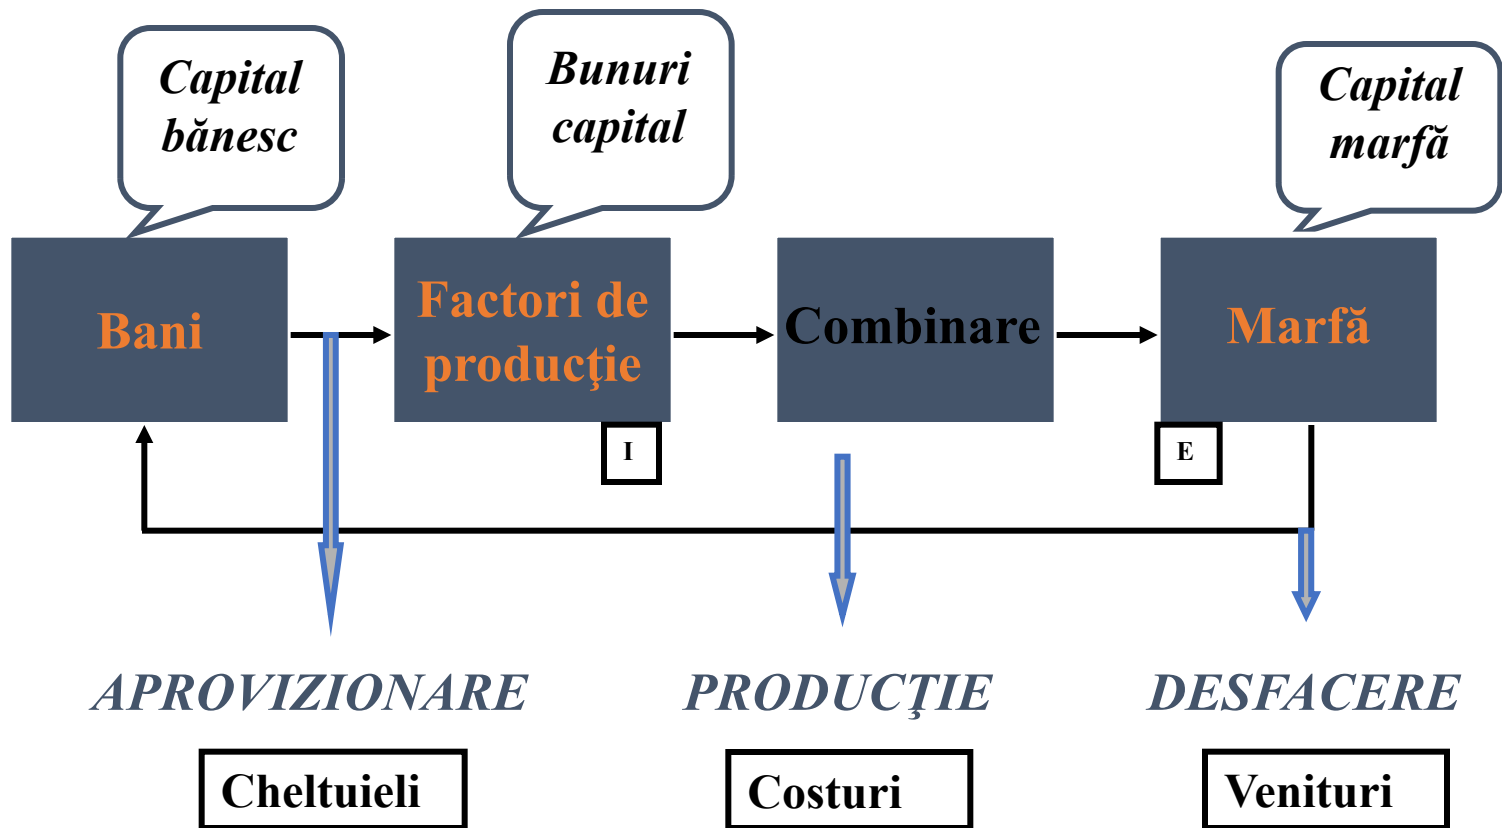 Capital
bănesc
Bunuri
capital
Capital
marfă
Bani
Factori de
producţie
Combinare
Marfă
I
E
APROVIZIONARE
PRODUCŢIE
DESFACERE
Cheltuieli
Costuri
Venituri